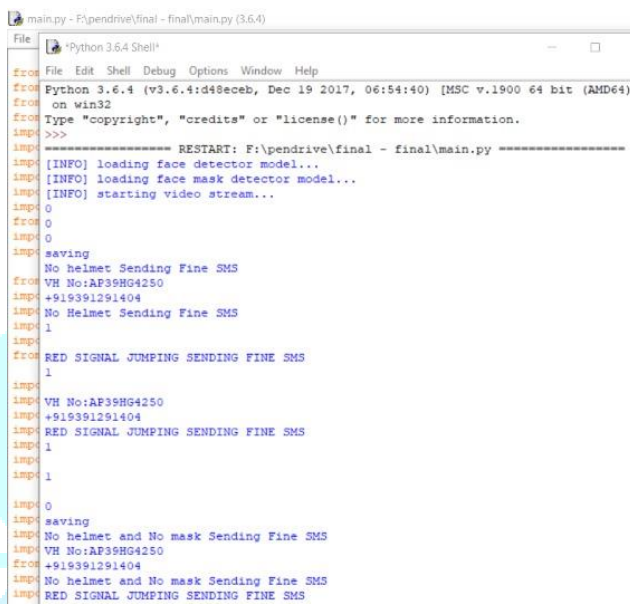 main.py - F:\pendrive\final - final\main.py (3.6.4)
File
*Python 3.6.4 Shell*
File Edit Shell Debug Options Window Help
Python 3.6.4 (v3.6.4:d48eceb, Dec 19 2017, 06:54:40) [MSC v.1900 64 bit (AMD64)
on win32
Type "copyright", "credits" or "license()" for more information.
>>>
================= RESTART: F:\pendrive\final - final\main.py =================
[INFO] loading face detector model...
[INFO] loading face mask detector model...
[INFO] starting video stream...
0
0
0
saving
No helmet Sending Fine SMS
VH No:AP39HG4250
+919391291404
No Helmet Sending Fine SMS
1
RED SIGNAL JUMPING SENDING FINE SMS
1
VH No:AP39HG4250
+919391291404
RED SIGNAL JUMPING SENDING FINE SMS
1
1
0
saving
No helmet and No mask Sending Fine SMS
VH No:AP39HG4250
+919391291404
No helmet and No mask Sending Fine SMS
RED SIGNAL JUMPING SENDING FINE SMS